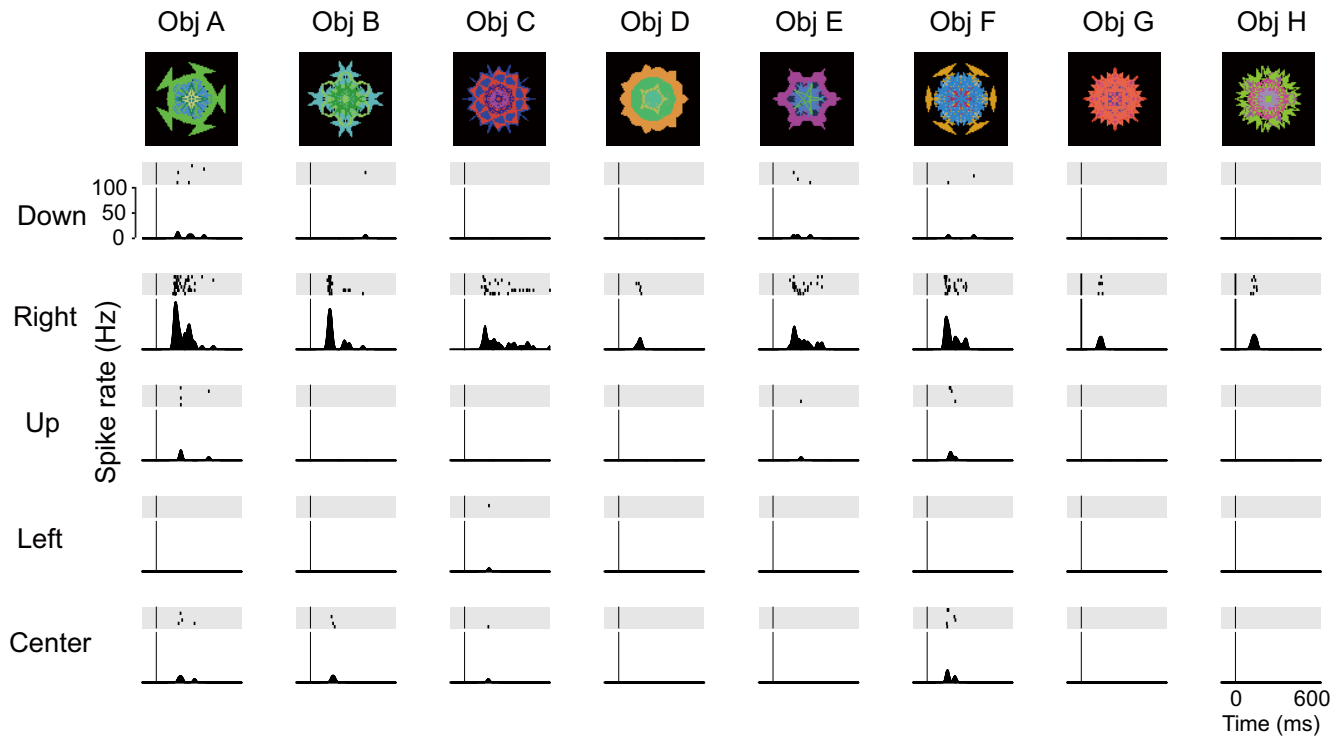 Obj A Obj B Obj C Obj D Obj E Obj F Obj G Obj H
Down
100
50
0
Right
Spike rate (Hz)
Up
Left
Center
0 600
Time (ms)